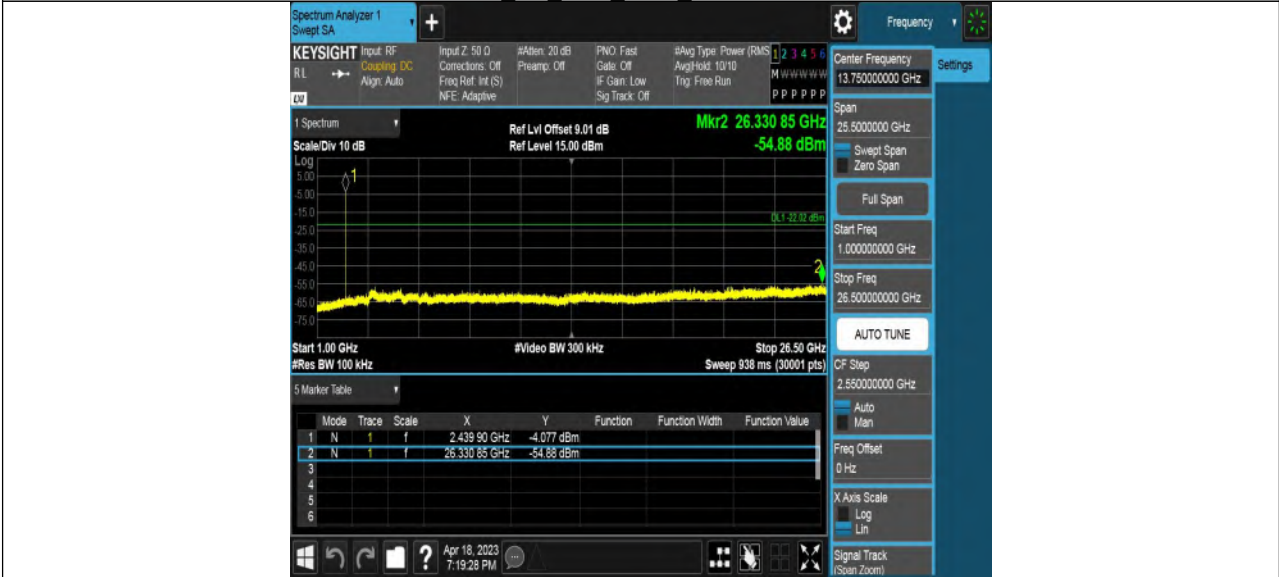 Spectrum Analyzer 1
Swept SA
+
Frequency
KEYSIGHT
RL
LXI
Input: RF
Coupling: DC
Align: Auto
Input Z: 50 Ω
Corrections: Off
Freq Ref: Int (S)
NFE: Adaptive
#Atten: 20 dB
Preamp: Off
PNO: Fast
Gate: Off
IF Gain: Low
Sig Track: Off
#Avg Type: Power (RMS
Avg|Hold: 10/10
Trig: Free Run
1 2 3 4 5 6
M W W W W W
P P P P P P
1 Spectrum
Scale/Div 10 dB
Ref Lvl Offset 9.01 dB
Ref Level 15.00 dBm
Mkr2 26.330 85 GHz
-54.88 dBm
Log
5.00
-5.00
-15.0
-25.0
-35.0
-45.0
-55.0
-65.0
-75.0
1
DL1 -22.02 dBm
2
Start 1.00 GHz
#Res BW 100 kHz
#Video BW 300 kHz
Stop 26.50 GHz
Sweep 938 ms (30001 pts)
5 Marker Table
Mode Trace Scale X Y Function Function Width Function Value
1 N 1 f 2.439 90 GHz -4.077 dBm
2 N 1 f 26.330 85 GHz -54.88 dBm
3
4
5
6
?
Apr 18, 2023
7:19:28 PM
Center Frequency
13.750000000 GHz
Settings
Span
25.5000000 GHz
Swept Span
Zero Span
Full Span
Start Freq
1.000000000 GHz
Stop Freq
26.500000000 GHz
AUTO TUNE
CF Step
2.550000000 GHz
Auto
Man
Freq Offset
0 Hz
X Axis Scale
Log
Lin
Signal Track
(Span Zoom)